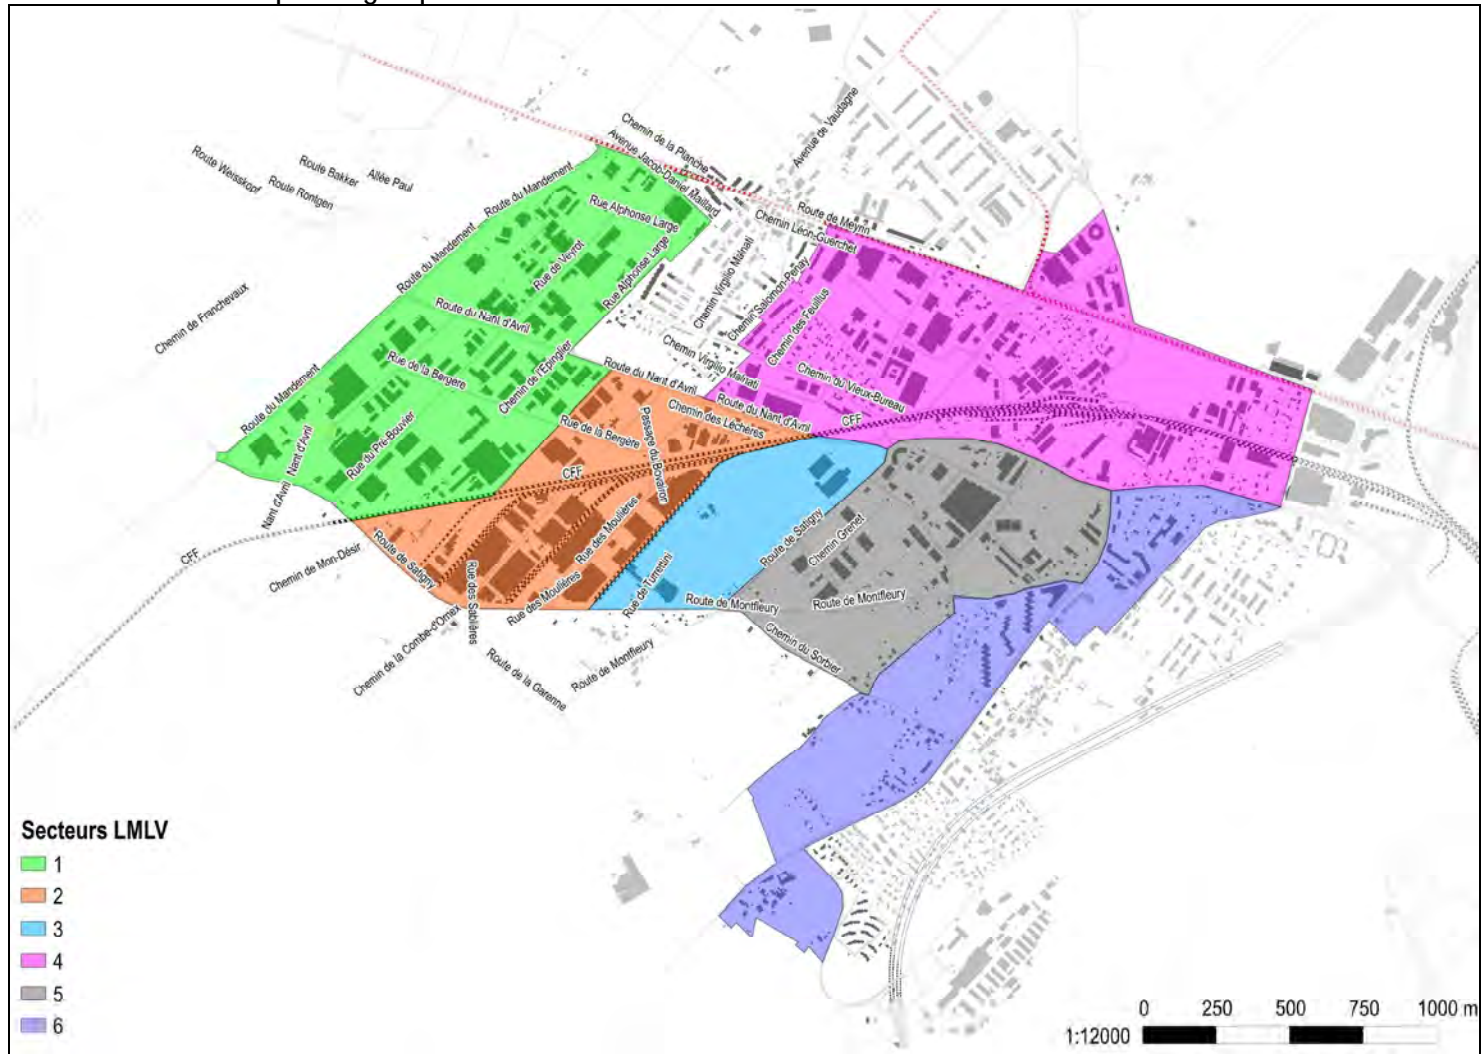 Chemin de la Planche
Avenue Jacob-Daniel Maillard
Avenue de Vaudagne
Route Weisskopf
Route Bakker
Allée Paul
Route Rontgen
Route du Mandement
Rue Alphonse Large
Route de Meyrin
Chemin Léon-Guerchet
Route du Mandement
Rue de Veyrot
Rue Alphonse Large
Chemin Virgilio Malnati
Chemin Salomon-Penay
Chemin de Franchevaux
Route du Nant d'Avril
Chemin des Feuillus
Chemin Virgilio Malnati
Route du Mandement
Rue de la Bergère
Chemin de l'Epinglier
Route du Nant d'Avril
Chemin du Vieux-Bureau
Rue du Pré-Bouvier
Rue de la Bergère
Passage du Bovairon
Chemin des Léchères
Route du Nant d'Avril
CFF
Nant d'Avril
Nant d'Avril
CFF
Rue des Moulières
Route de Satigny
Chemin Grenet
CFF
Chemin de Mon-Désir
Route de Satigny
Rue des Sablières
Rue des Moulières
Rue de Turrettini
Route de Montfleury
Route de Montfleury
Chemin de la Combe-d'Ornex
Route de la Garenne
Route de Montfleury
Chemin du Sorbier
Secteurs LMLV
1
2
3
4
5
6
0 250 500 750 1000 m
1:12000